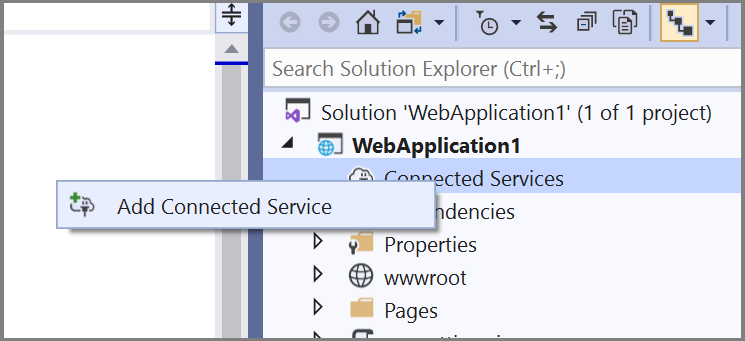 Search Solution Explorer (Ctrl+;)
Solution 'WebApplication1' (1 of 1 project)
WebApplication1
Connected Services
Add Connected Service
Properties
wwwroot
Pages